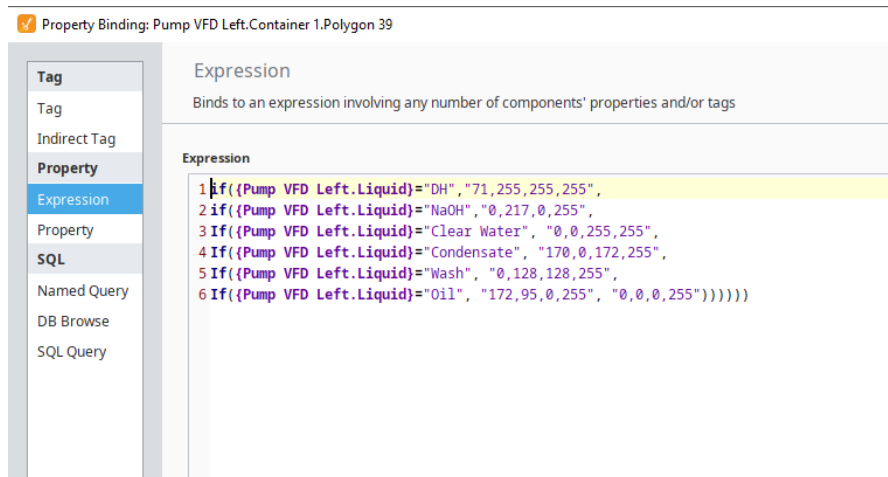 Property Binding: Pump VFD Left.Container 1.Polygon 39
Tag
Tag
Indirect Tag
Property
Expression
Property
SQL
Named Query
DB Browse
SQL Query
Expression
Binds to an expression involving any number of components' properties and/or tags
Expression
1 if({Pump VFD Left.Liquid}="DH","71,255,255,255",
2 if({Pump VFD Left.Liquid}="NaOH","0,217,0,255",
3 If({Pump VFD Left.Liquid}="Clear Water", "0,0,255,255",
4 If({Pump VFD Left.Liquid}="Condensate", "170,0,172,255",
5 If({Pump VFD Left.Liquid}="Wash", "0,128,128,255",
6 If({Pump VFD Left.Liquid}="Oil", "172,95,0,255", "0,0,0,255"))))))